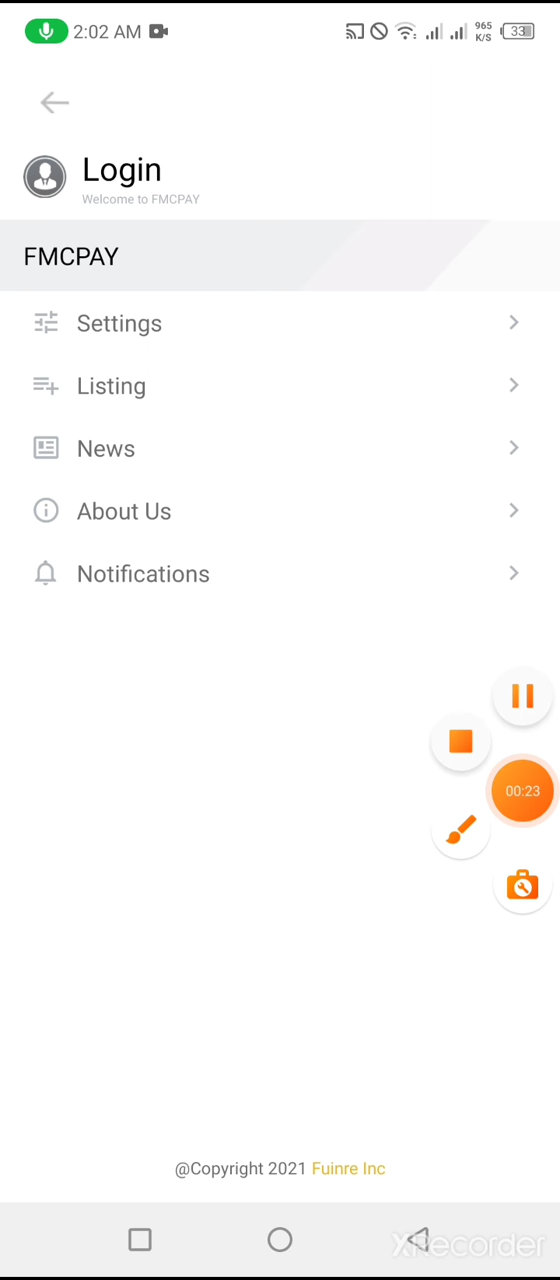 2:02 AM
965
K/S
33
Login
Welcome to FMCPAY
FMCPAY
Settings
Listing
News
About Us
Notifications
00:23
@Copyright 2021 Fuinre Inc
XRecorder